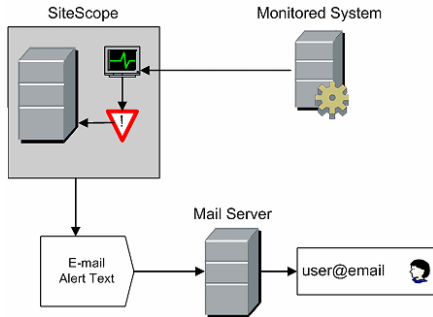 SiteScope
Monitored System
!
E-mail
Alert Text
Mail Server
user@email